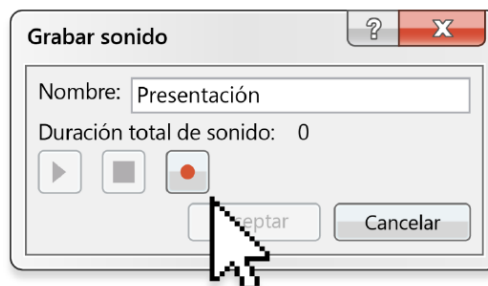 Grabar sonido
Nombre: Presentación
Duración total de sonido: 0
Cancelar